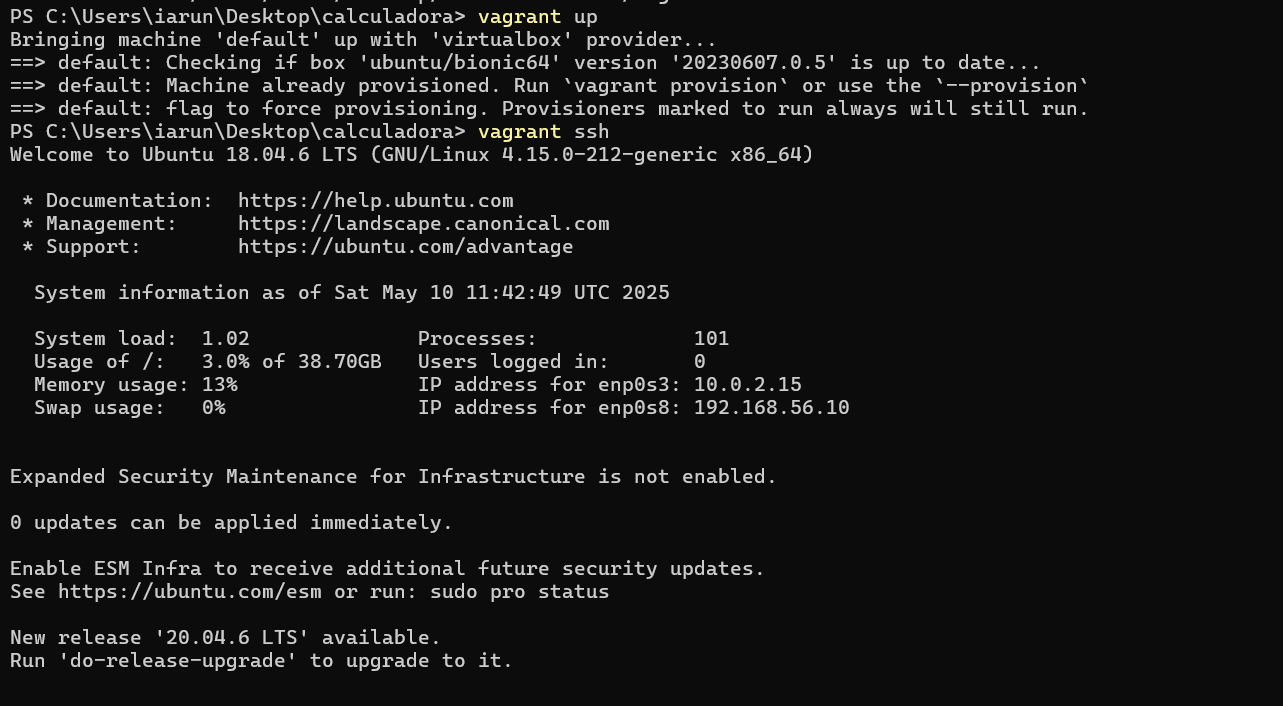 PS C:\Users\iarun\Desktop\calculadora> vagrant up
Bringing machine 'default' up with 'virtualbox' provider...
==> default: Checking if box 'ubuntu/bionic64' version '20230607.0.5' is up to date...
==> default: Machine already provisioned. Run `vagrant provision` or use the `--provision`
==> default: flag to force provisioning. Provisioners marked to run always will still run.
PS C:\Users\iarun\Desktop\calculadora> vagrant ssh
Welcome to Ubuntu 18.04.6 LTS (GNU/Linux 4.15.0-212-generic x86_64)

 * Documentation:  https://help.ubuntu.com
 * Management:     https://landscape.canonical.com
 * Support:        https://ubuntu.com/advantage

  System information as of Sat May 10 11:42:49 UTC 2025

  System load:  1.02              Processes:             101
  Usage of /:   3.0% of 38.70GB   Users logged in:       0
  Memory usage: 13%               IP address for enp0s3: 10.0.2.15
  Swap usage:   0%                IP address for enp0s8: 192.168.56.10


Expanded Security Maintenance for Infrastructure is not enabled.

0 updates can be applied immediately.

Enable ESM Infra to receive additional future security updates.
See https://ubuntu.com/esm or run: sudo pro status

New release '20.04.6 LTS' available.
Run 'do-release-upgrade' to upgrade to it.